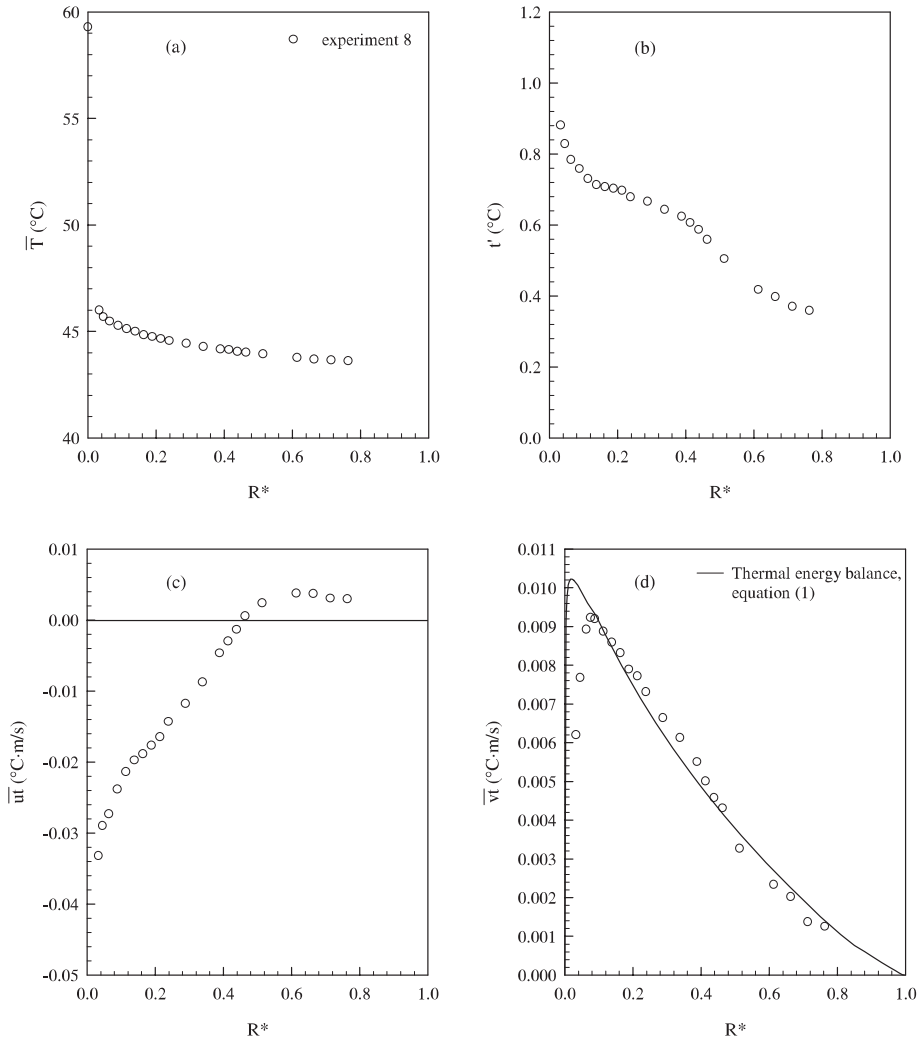 60
55
50
45
40
T (°C)
(a)
experiment 8
0.0 0.2 0.4 0.6 0.8 1.0
R*
1.2
1.0
0.8
0.6
0.4
0.2
0.0
t' (°C)
(b)
0.0 0.2 0.4 0.6 0.8 1.0
R*
0.01
0.00
-0.01
-0.02
-0.03
-0.04
-0.05
ut (°C·m/s)
(c)
0.0 0.2 0.4 0.6 0.8 1.0
R*
0.011
0.010
0.009
0.008
0.007
0.006
0.005
0.004
0.003
0.002
0.001
0.000
vt (°C·m/s)
(d)
Thermal energy balance,
equation (1)
0.0 0.2 0.4 0.6 0.8 1.0
R*